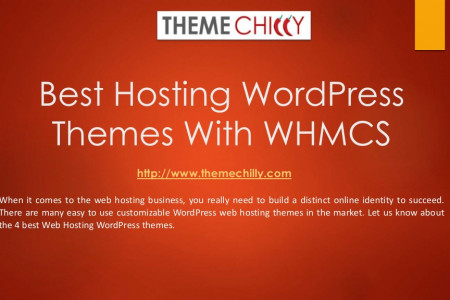 THEME CHILLY
Best Hosting WordPress
Themes With WHMCS
http://www.themechilly.com
When it comes to the web hosting business, you really need to build a distinct online identity to succeed.
There are many easy to use customizable WordPress web hosting themes in the market. Let us know about
the 4 best Web Hosting WordPress themes.